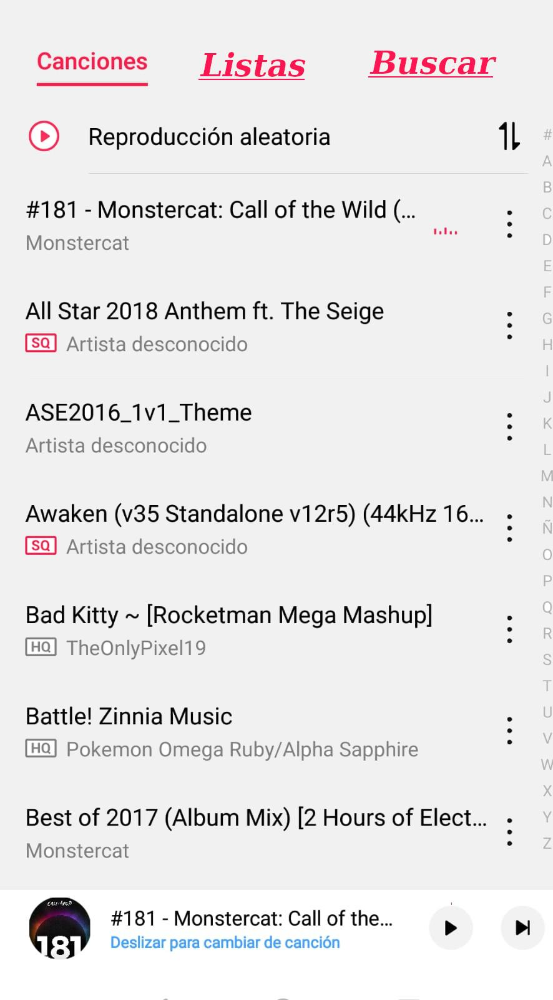 Canciones Listas Buscar
Reproducción aleatoria
#
A
B
C
D
E
F
G
H
I
J
K
L
M
N
Ñ
O
P
Q
R
S
T
U
V
W
X
Y
Z
#181 - Monstercat: Call of the Wild (...
Monstercat
All Star 2018 Anthem ft. The Seige
SQ Artista desconocido
ASE2016_1v1_Theme
Artista desconocido
Awaken (v35 Standalone v12r5) (44kHz 16...
SQ Artista desconocido
Bad Kitty ~ [Rocketman Mega Mashup]
HQ TheOnlyPixel19
Battle! Zinnia Music
HQ Pokemon Omega Ruby/Alpha Sapphire
Best of 2017 (Album Mix) [2 Hours of Elect...
Monstercat
181
#181 - Monstercat: Call of the...
Deslizar para cambiar de canción